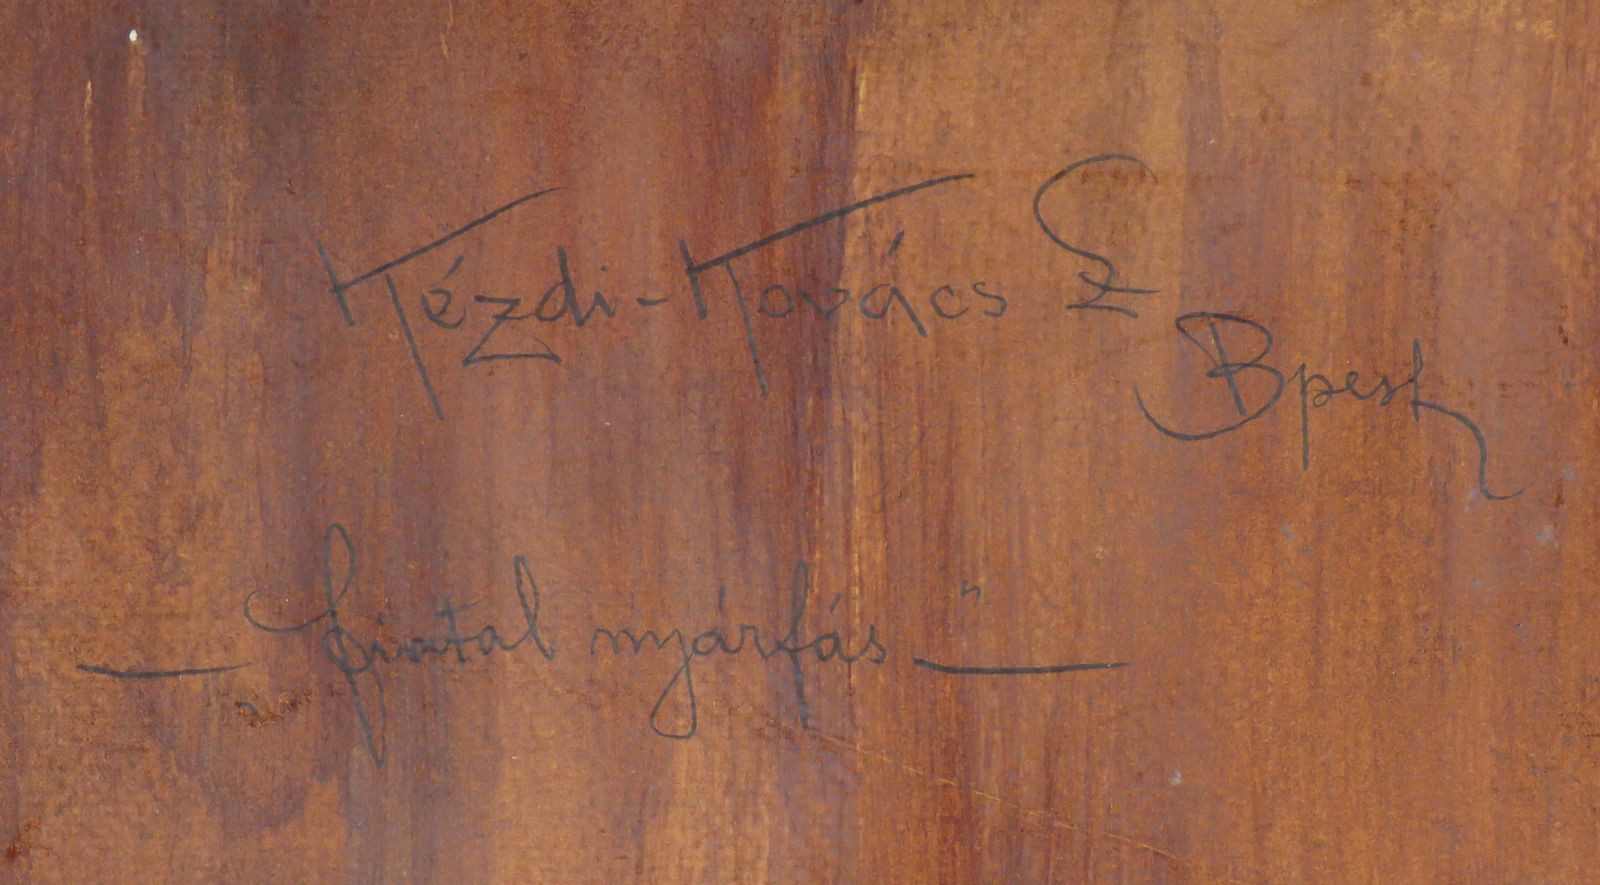 Kézdi-Kovács E
Bpest
„fiatal nyárfás"